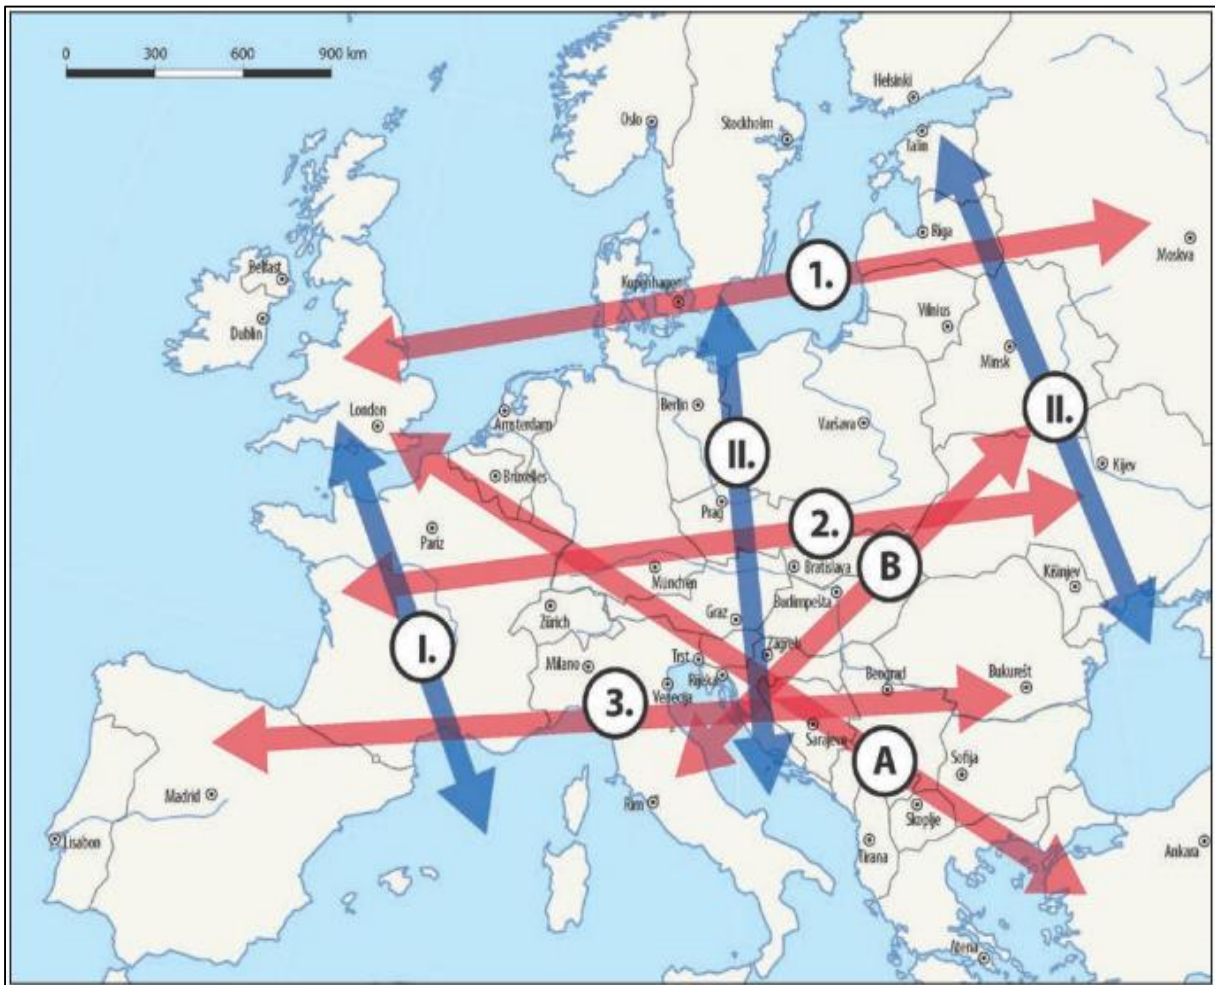 0 300 600 900 km
Helsinki
Oslo
Stockholm
Talin
Riga
Moskva
Belfast
1.
Kopenhagen
Dublin
Vilnius
Minsk
London
Amsterdam
Berlin
Varšava
II.
II.
Bruxelles
Kijev
Prag
Pariz
2.
B
Bratislava
München
Kišinjev
Budimpešta
Zürich
Graz
I.
Zagreb
Milano
Trst
Rijeka
Venecija
Beograd
Bukurešt
3.
Sarajevo
A
Sofija
Madrid
Rim
Skoplje
Lisabon
Tirana
Ankara
Atena